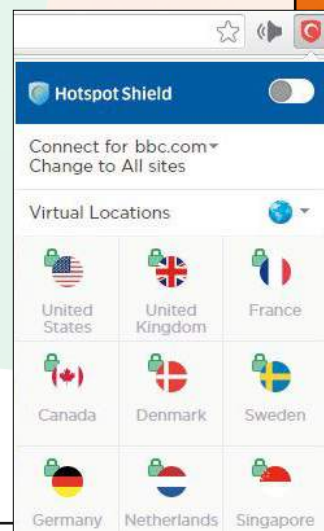 Hotspot Shield
Connect for bbc.com
Change to All sites
Virtual Locations
United States
United Kingdom
France
Canada
Denmark
Sweden
Germany
Netherlands
Singapore